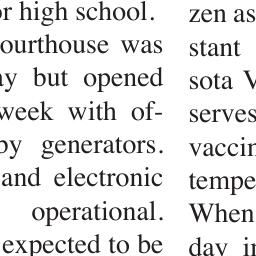 or high school.
ourthouse was
ay but opened
week with of-
by generators.
and electronic
operational.
expected to be
zen as
stant
sota V
serves
vaccin
tempe
When
day i